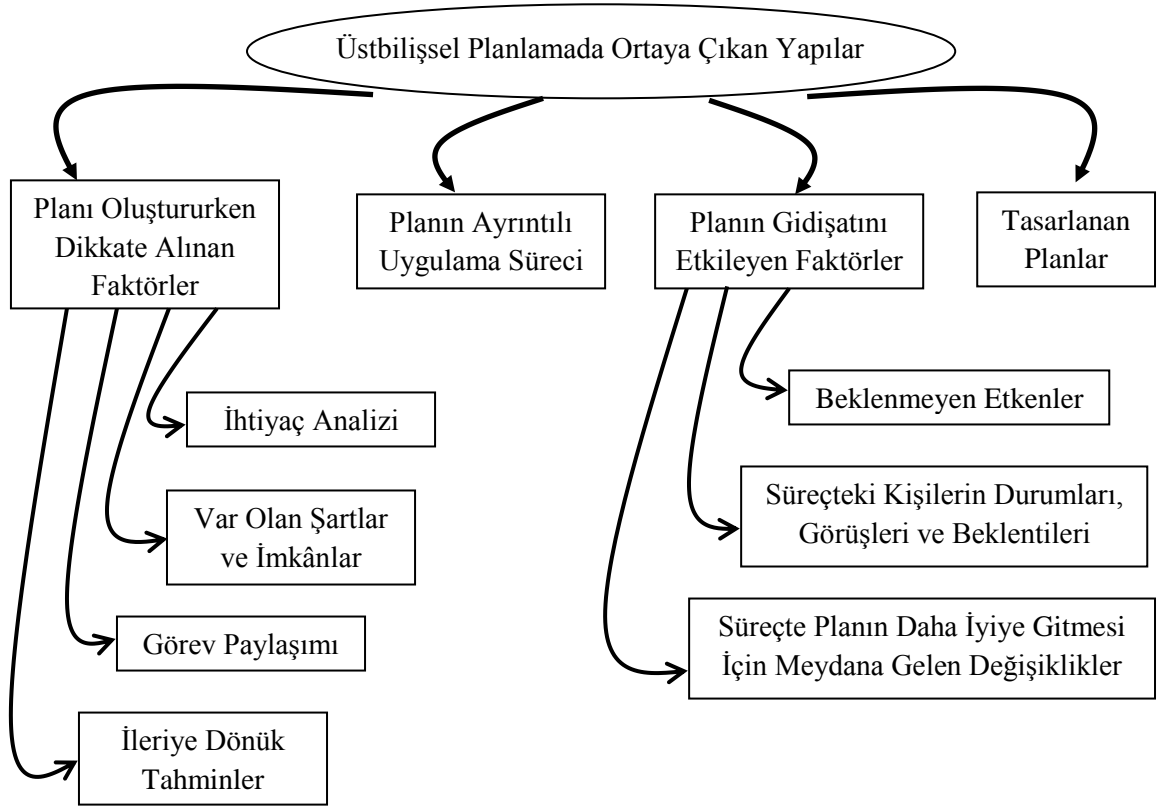 Üstbilişsel Planlamada Ortaya Çıkan Yapılar
Planı Oluştururken
Dikkate Alınan
Faktörler
Planın Ayrıntılı
Uygulama Süreci
Planın Gidişatını
Etkileyen Faktörler
Tasarlanan
Planlar
İhtiyaç Analizi
Var Olan Şartlar
ve İmkânlar
Görev Paylaşımı
İleriye Dönük
Tahminler
Beklenmeyen Etkenler
Süreçteki Kişilerin Durumları,
Görüşleri ve Beklentileri
Süreçte Planın Daha İyiye Gitmesi
İçin Meydana Gelen Değişiklikler